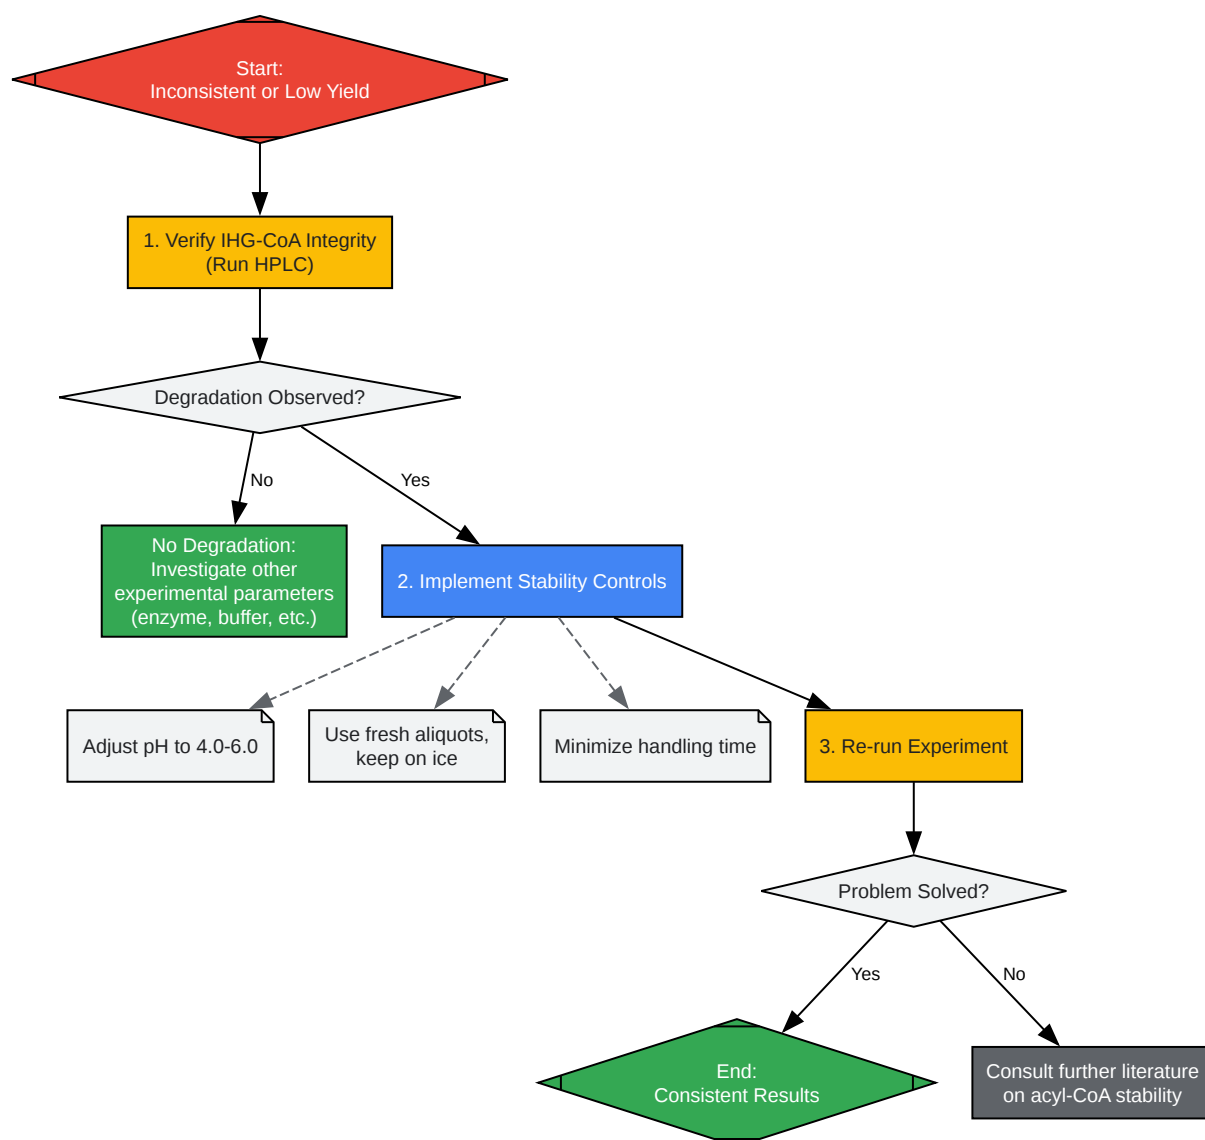 Start:
Inconsistent or Low Yield
1. Verify IHG-CoA Integrity
(Run HPLC)
Degradation Observed?
No
Yes
No Degradation:
Investigate other
experimental parameters
(enzyme, buffer, etc.)
2. Implement Stability Controls
Adjust pH to 4.0-6.0
Use fresh aliquots,
keep on ice
Minimize handling time
3. Re-run Experiment
Problem Solved?
Yes
No
End:
Consistent Results
Consult further literature
on acyl-CoA stability